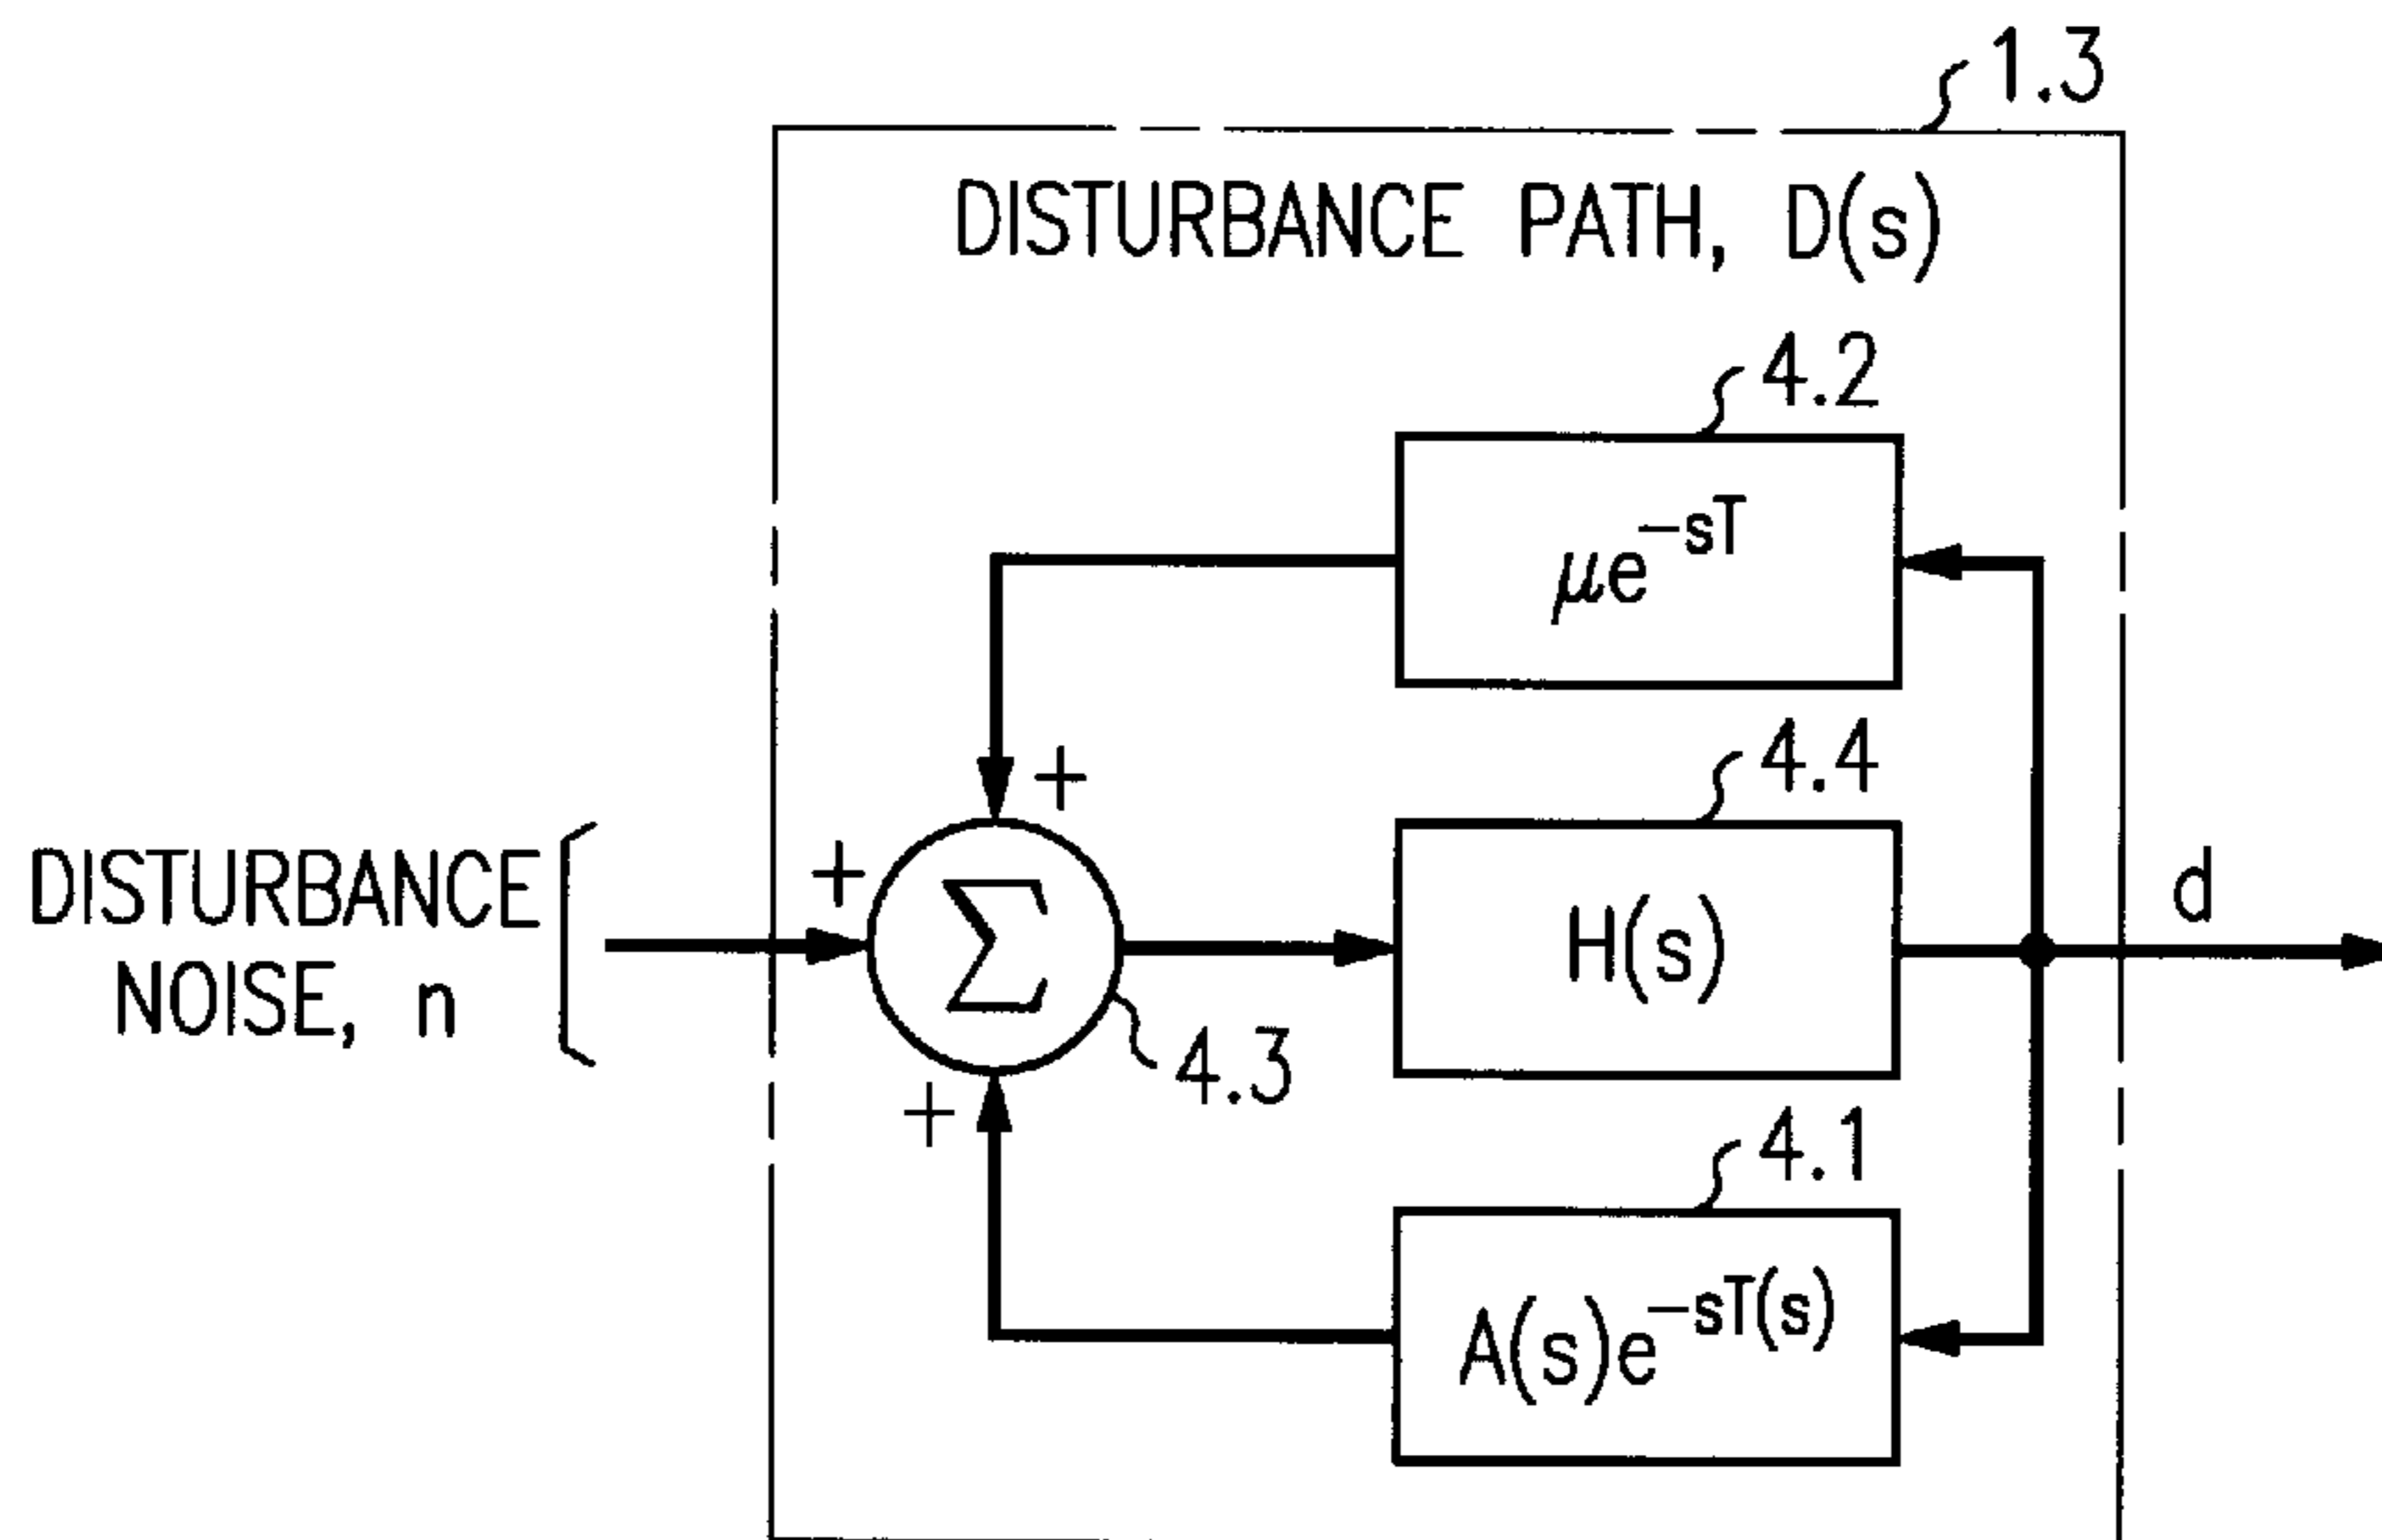 1.3
DISTURBANCE PATH, D(s)
4.2
μe^{-sT}
+
4.4
+
DISTURBANCE
NOISE, n
Σ
H(s)
d
4.3
+
4.1
A(s)e^{-sT(s)}